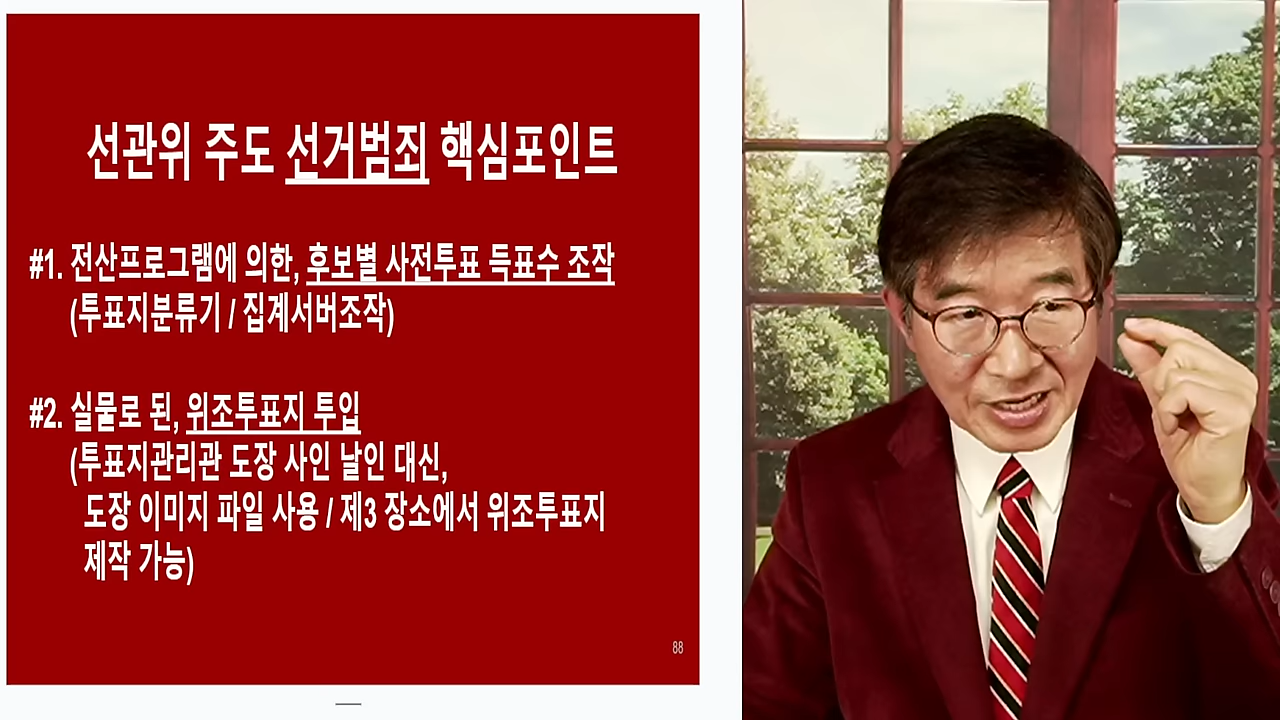 선관위 주도 선거범죄 핵심포인트
#1. 전산프로그램에 의한, 후보별 사전투표 득표수 조작
(투표지분류기 / 집계서버조작)
#2. 실물로 된, 위조투표지 투입
(투표지관리관 도장 사인 날인 대신,
도장 이미지 파일 사용 / 제3 장소에서 위조투표지
제작 가능)
88